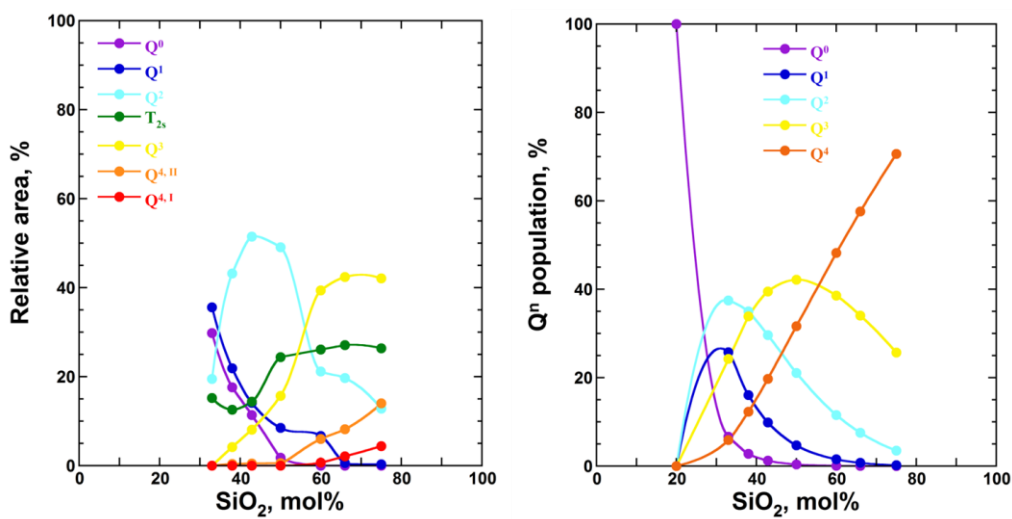 Relative area, %
100
80
60
40
20
0
Q⁰
Q¹
Q²
T₂ₛ
Q³
Q⁴, ᴵᴵ
Q⁴, ᴵ
0 20 40 60 80 100
SiO₂, mol%
Qⁿ population, %
100
80
60
40
20
0
Q⁰
Q¹
Q²
Q³
Q⁴
0 20 40 60 80 100
SiO₂, mol%